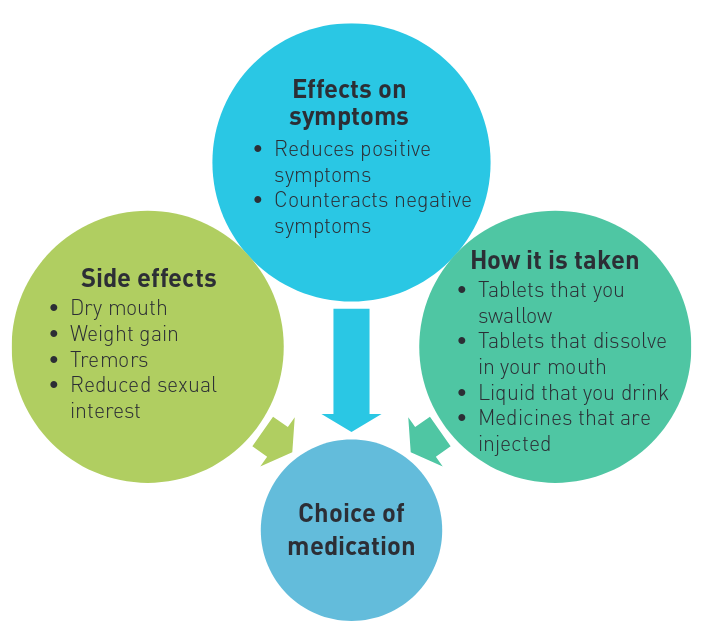 Effects on
symptoms
• Reduces positive
symptoms
• Counteracts negative
symptoms
Side effects
• Dry mouth
• Weight gain
• Tremors
• Reduced sexual
interest
How it is taken
• Tablets that you
swallow
• Tablets that dissolve
in your mouth
• Liquid that you drink
• Medicines that are
injected
Choice of
medication